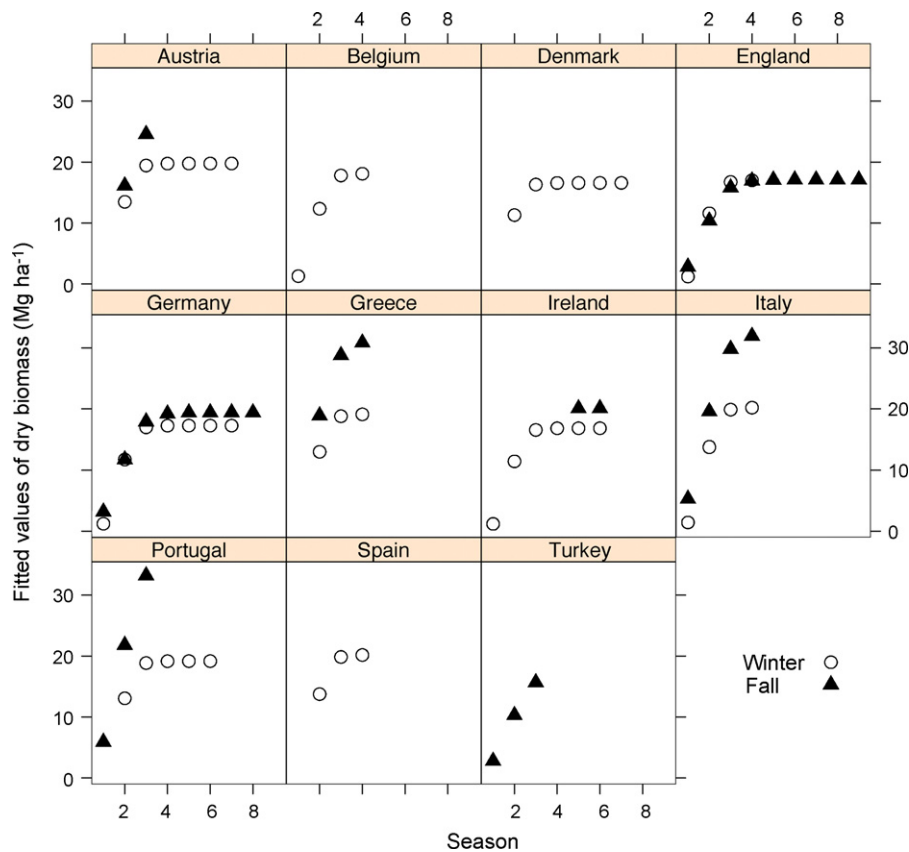 2 4 6 8 2 4 6 8
Austria Belgium Denmark England
30
20
10
0
Germany Greece Ireland Italy
30
20
10
0
Portugal Spain Turkey
30
20
10
0
Winter
Fall
2 4 6 8 2 4 6 8
Season
Fitted values of dry biomass (Mg ha-1)